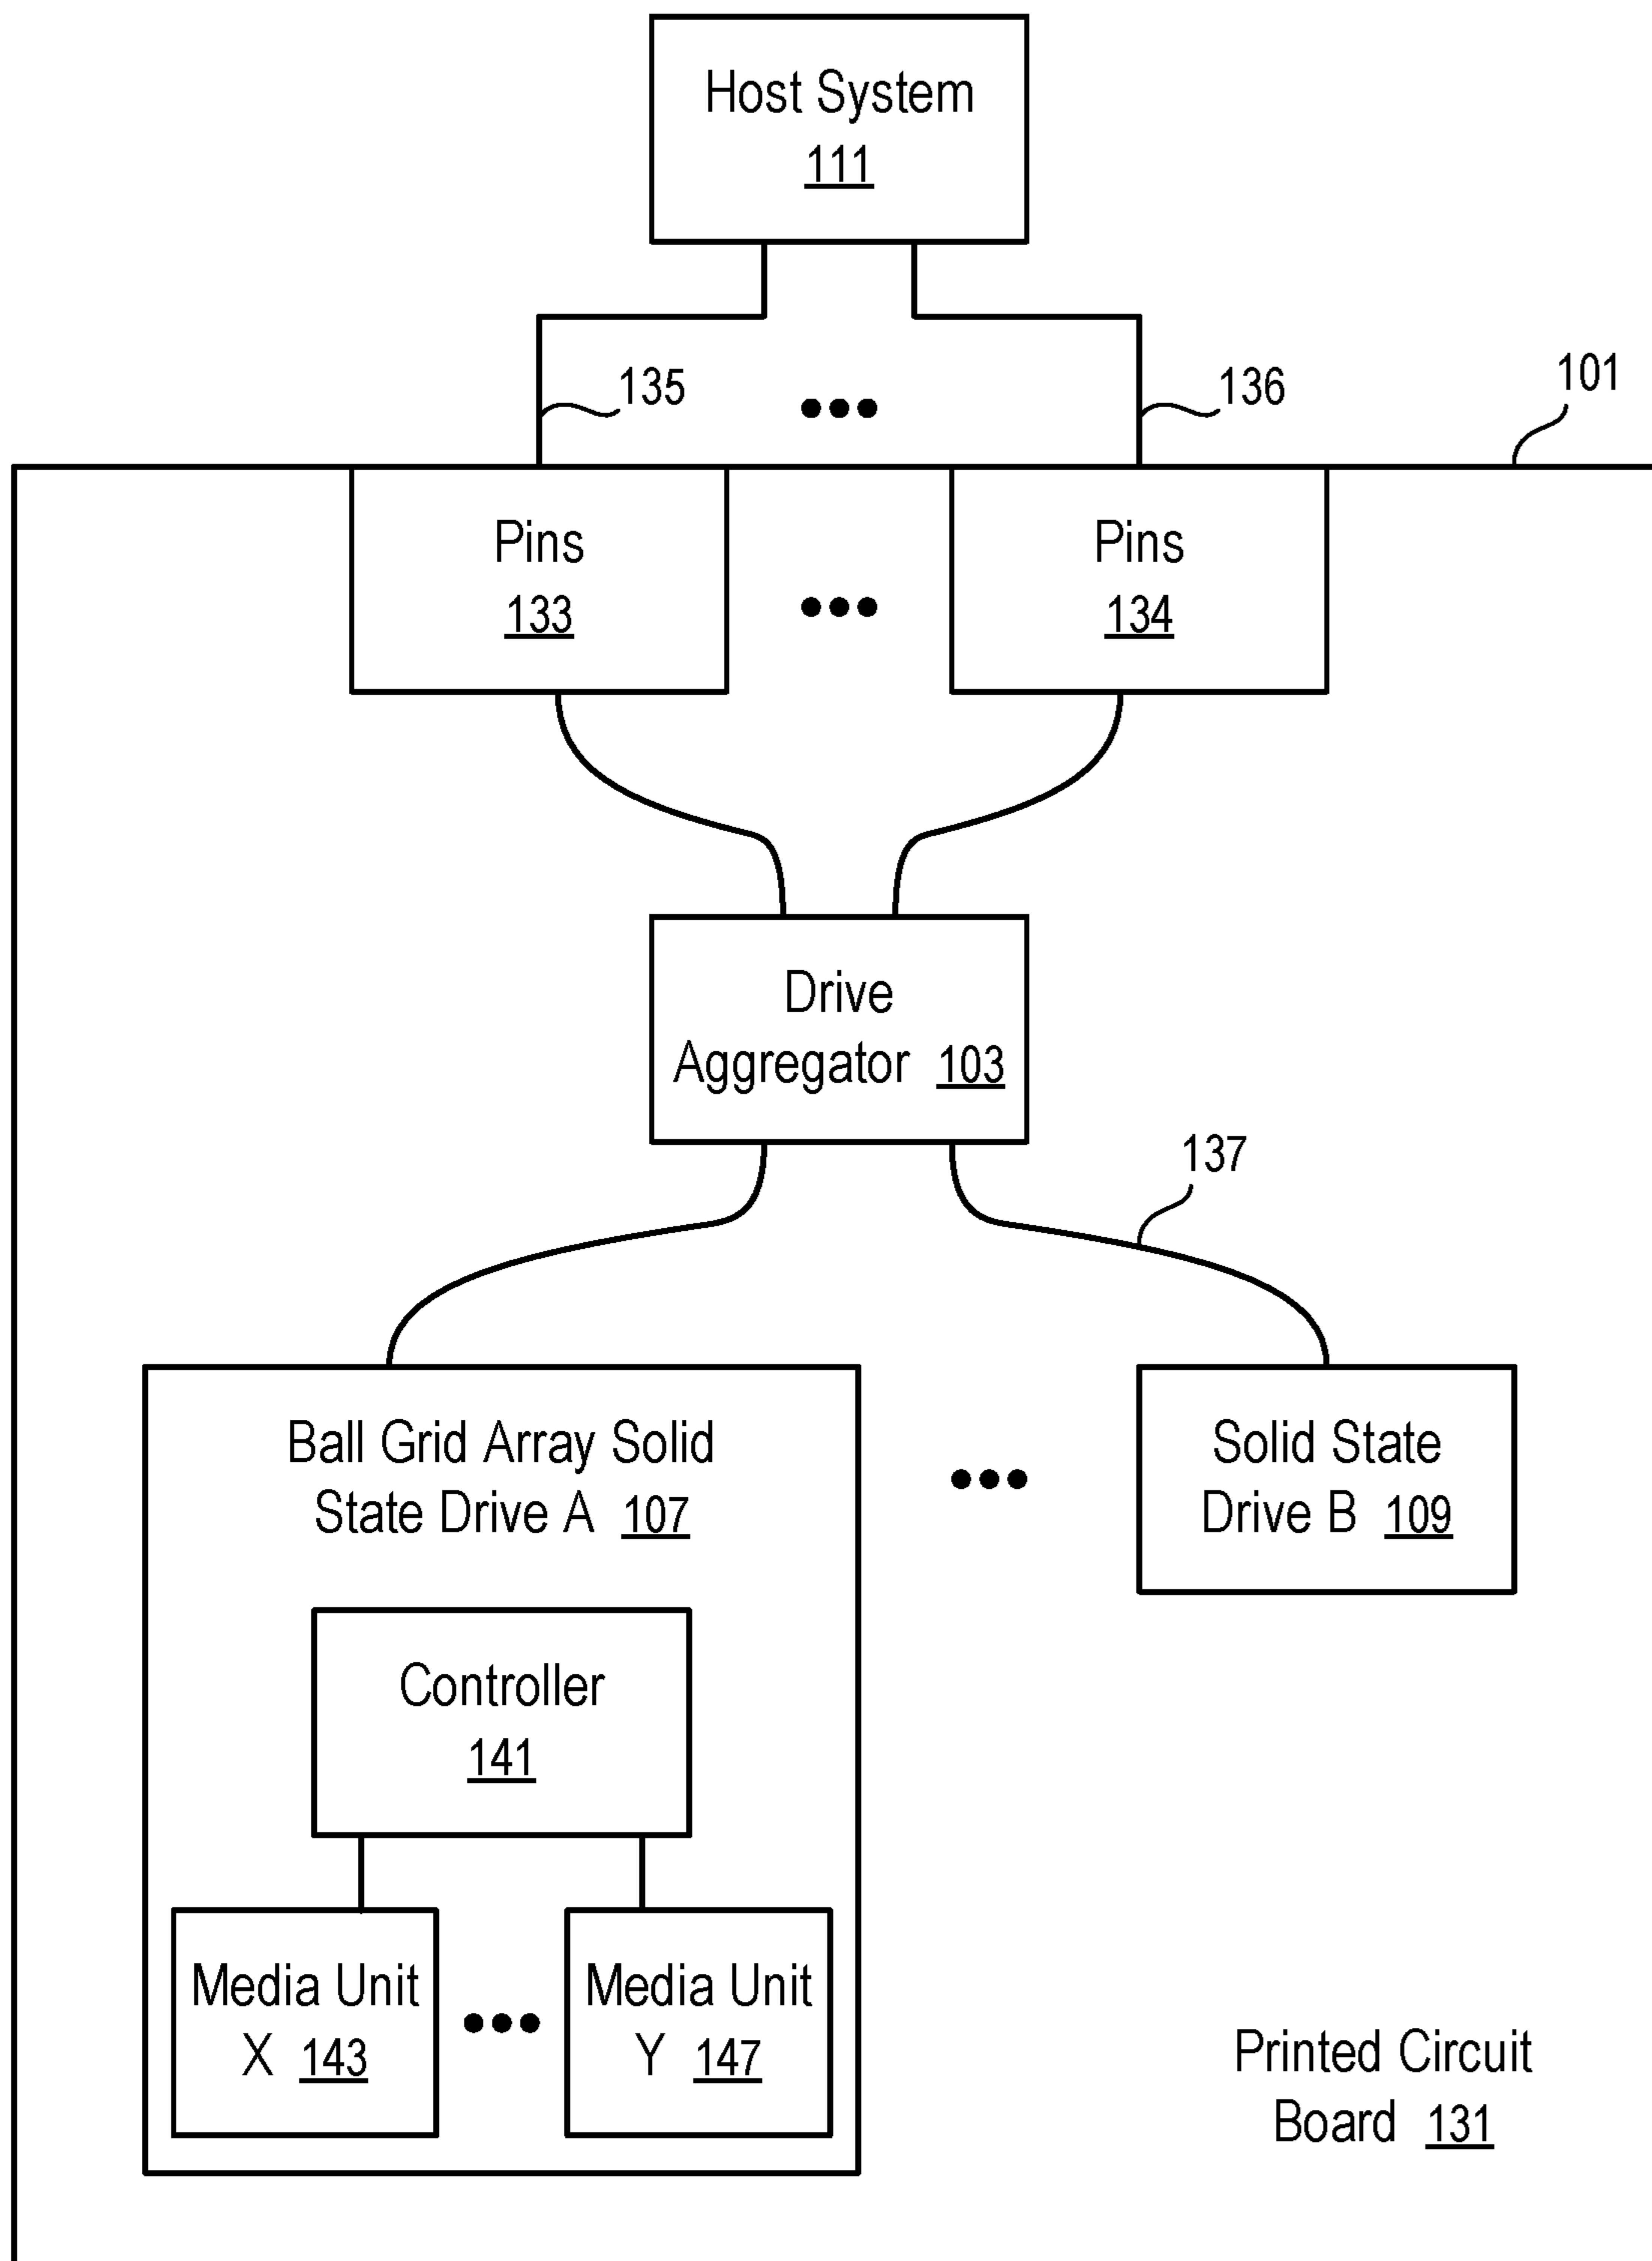 Host System
111
135
136
101
Pins
133
Pins
134
Drive
Aggregator 103
137
Ball Grid Array Solid
State Drive A 107
Solid State
Drive B 109
Controller
141
Media Unit
X 143
Media Unit
Y 147
Printed Circuit
Board 131